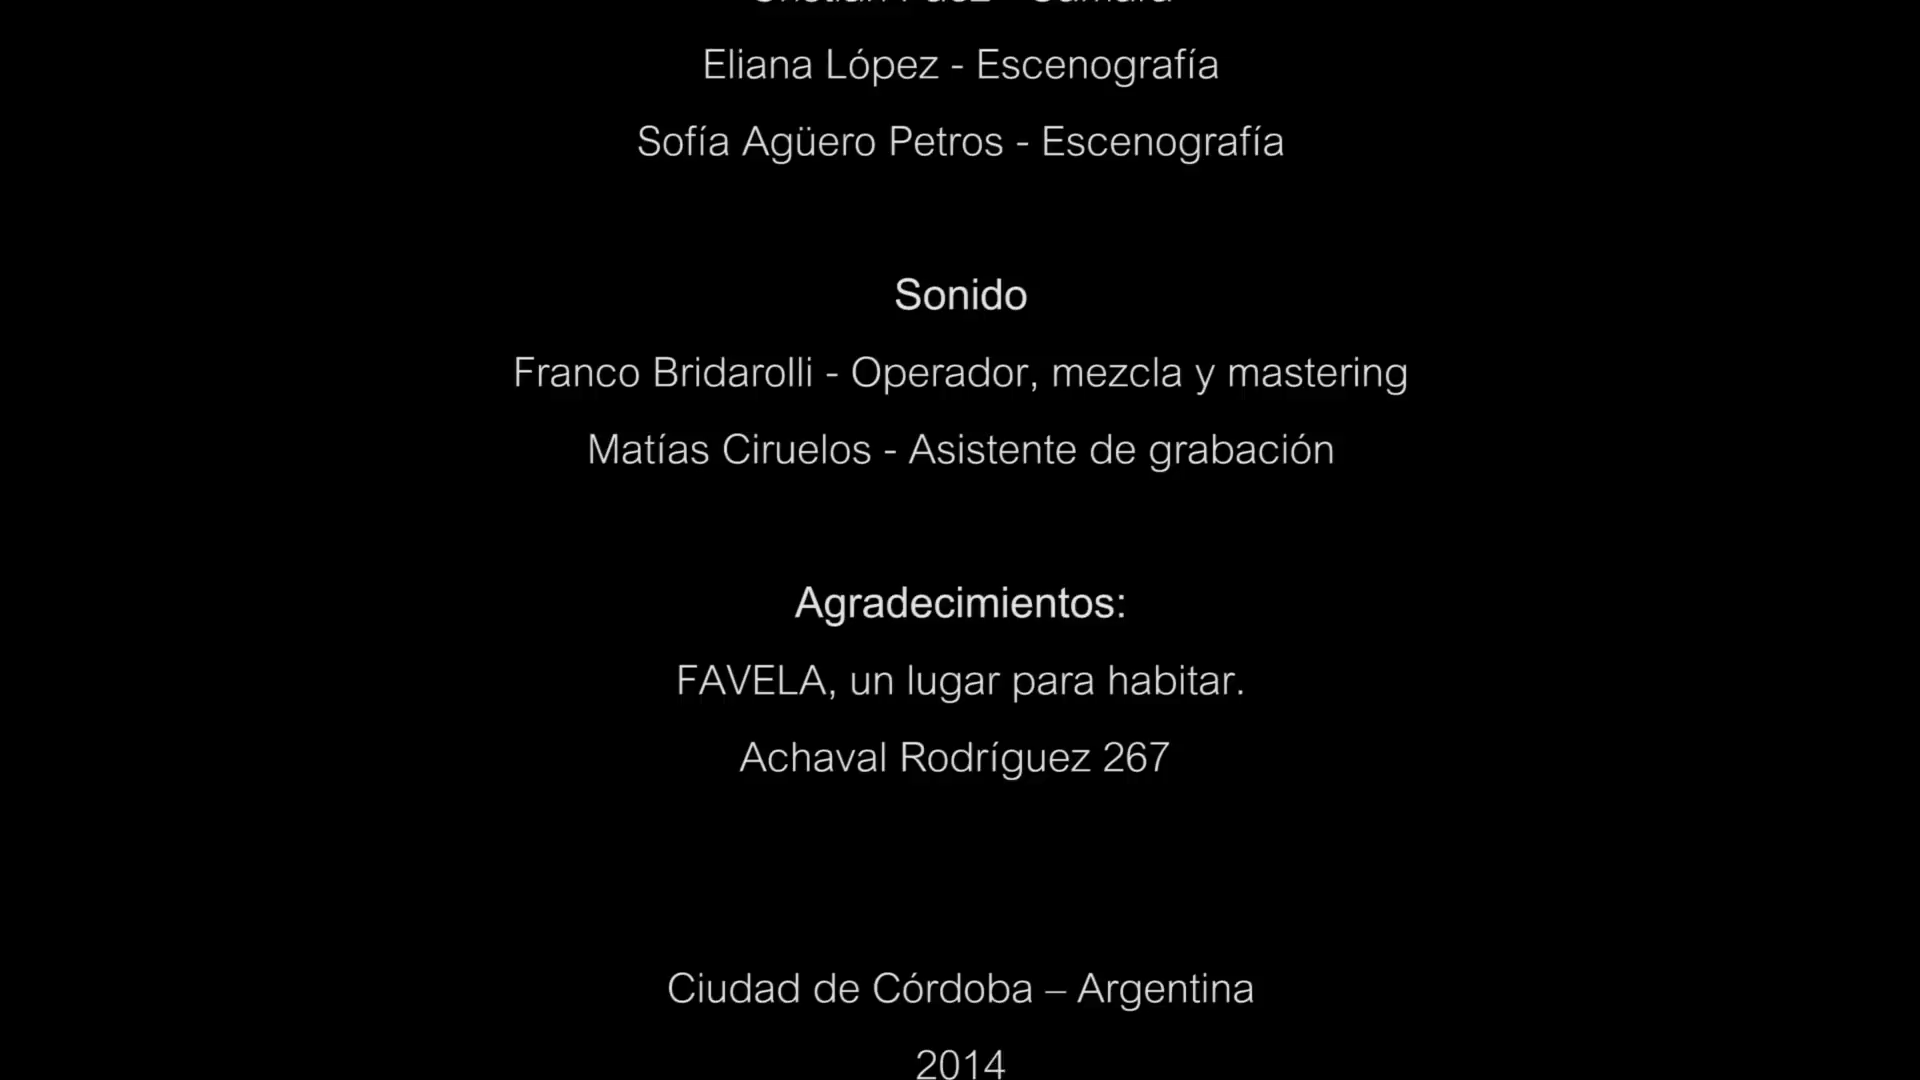 Eliana López - Escenografía
Sofía Agüero Petros - Escenografía
Sonido
Franco Bridarolli - Operador, mezcla y mastering
Matías Ciruelos - Asistente de grabación
Agradecimientos:
FAVELA, un lugar para habitar.
Achaval Rodríguez 267
Ciudad de Córdoba – Argentina
2014